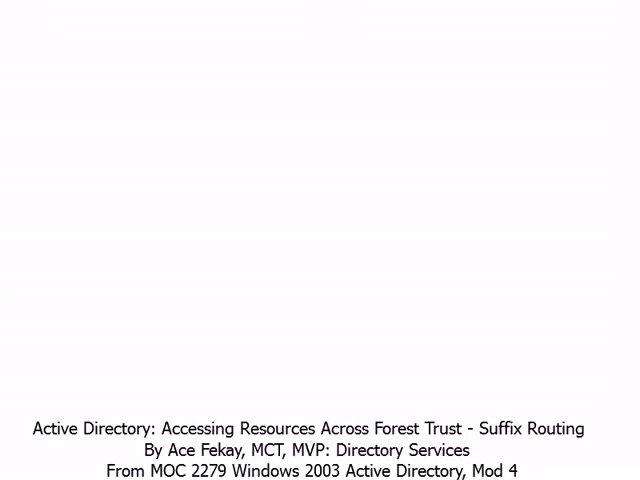 Active Directory: Accessing Resources Across Forest Trust - Suffix Routing
By Ace Fekay, MCT, MVP: Directory Services
From MOC 2279 Windows 2003 Active Directory, Mod 4